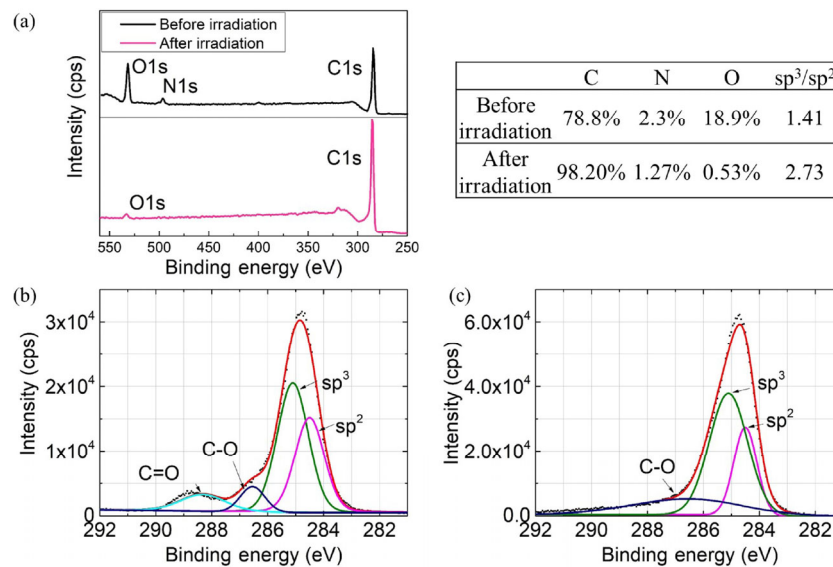 (a)
Before irradiation
After irradiation
O1s
N1s
C1s
C1s
O1s
Intensity (cps)
550 500 450 400 350 300 250
Binding energy (eV)
C N O sp³/sp²
Before irradiation 78.8% 2.3% 18.9% 1.41
After irradiation 98.20% 1.27% 0.53% 2.73
(b)
3x10⁴
2x10⁴
1x10⁴
0
Intensity (cps)
sp³
sp²
C-O
C=O
292 290 288 286 284 282
Binding energy (eV)
(c)
6.0x10⁴
4.0x10⁴
2.0x10⁴
0.0
Intensity (cps)
sp³
sp²
C-O
292 290 288 286 284 282
Binding energy (eV)